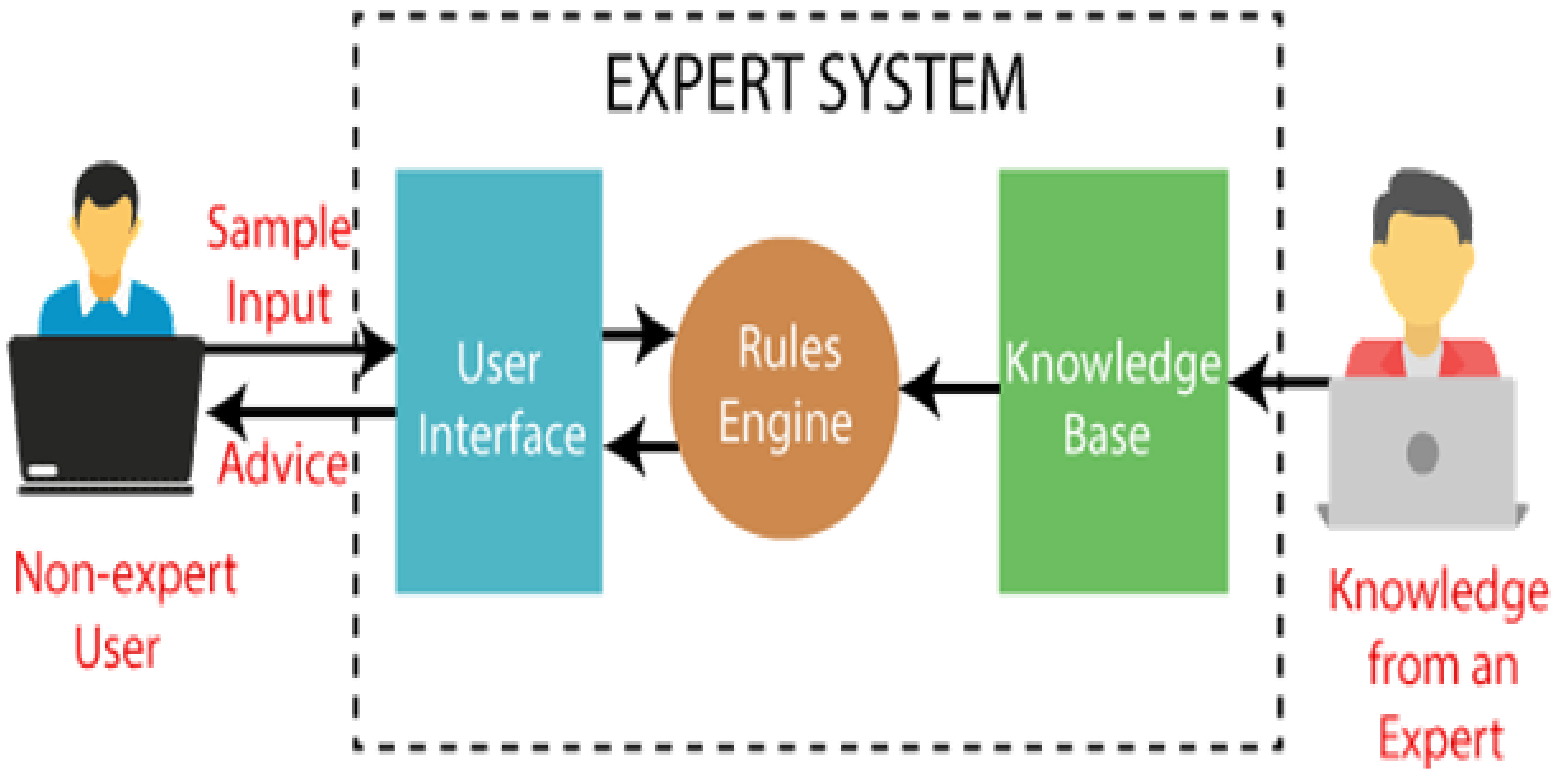 EXPERT SYSTEM
Sample
Input
Advice
Non-expert
User
User
Interface
Rules
Engine
Knowledge
Base
Knowledge
from an
Expert